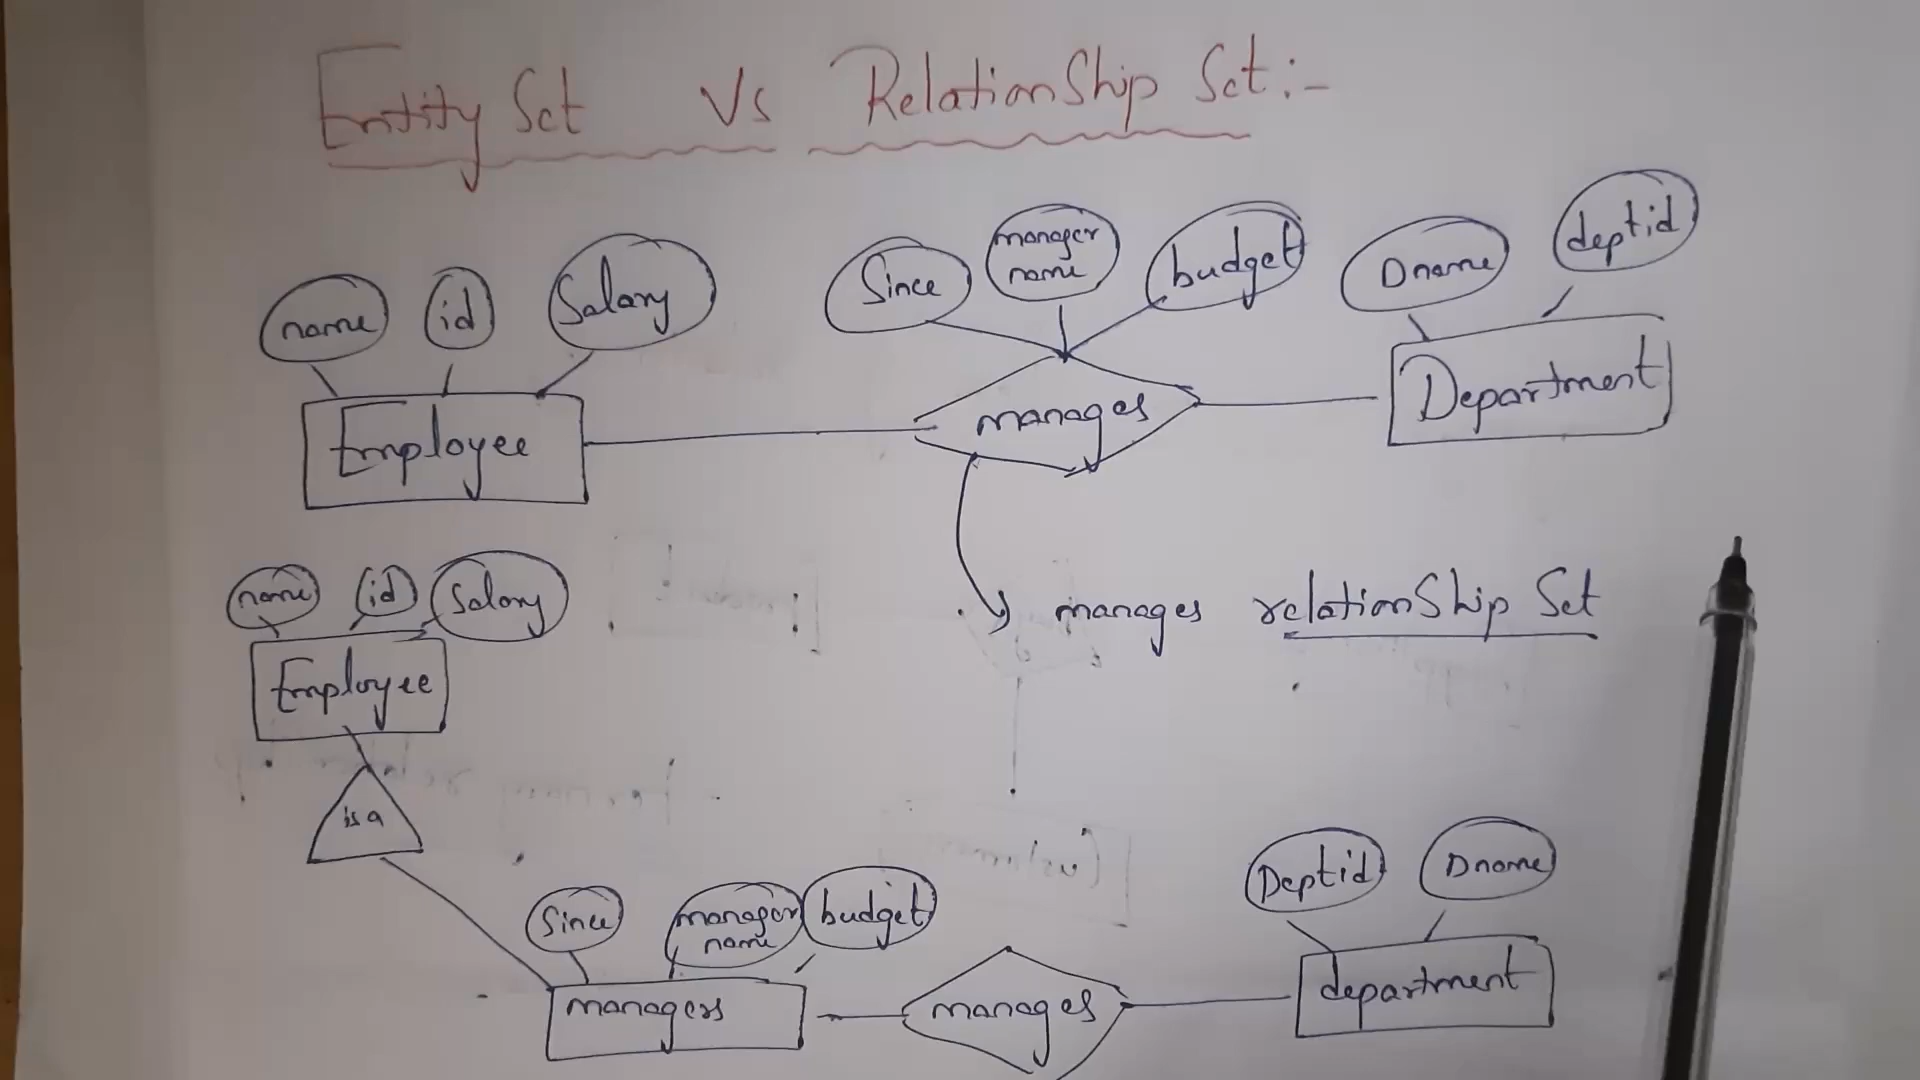 Entity Set Vs RelationShip Set:-
name id Salary Since manager name budget Dname deptid
Employee manages Department
manages relationShip Set
name id Salary
Employee
is a
Since manager name budget Deptid Dname
managers manages department